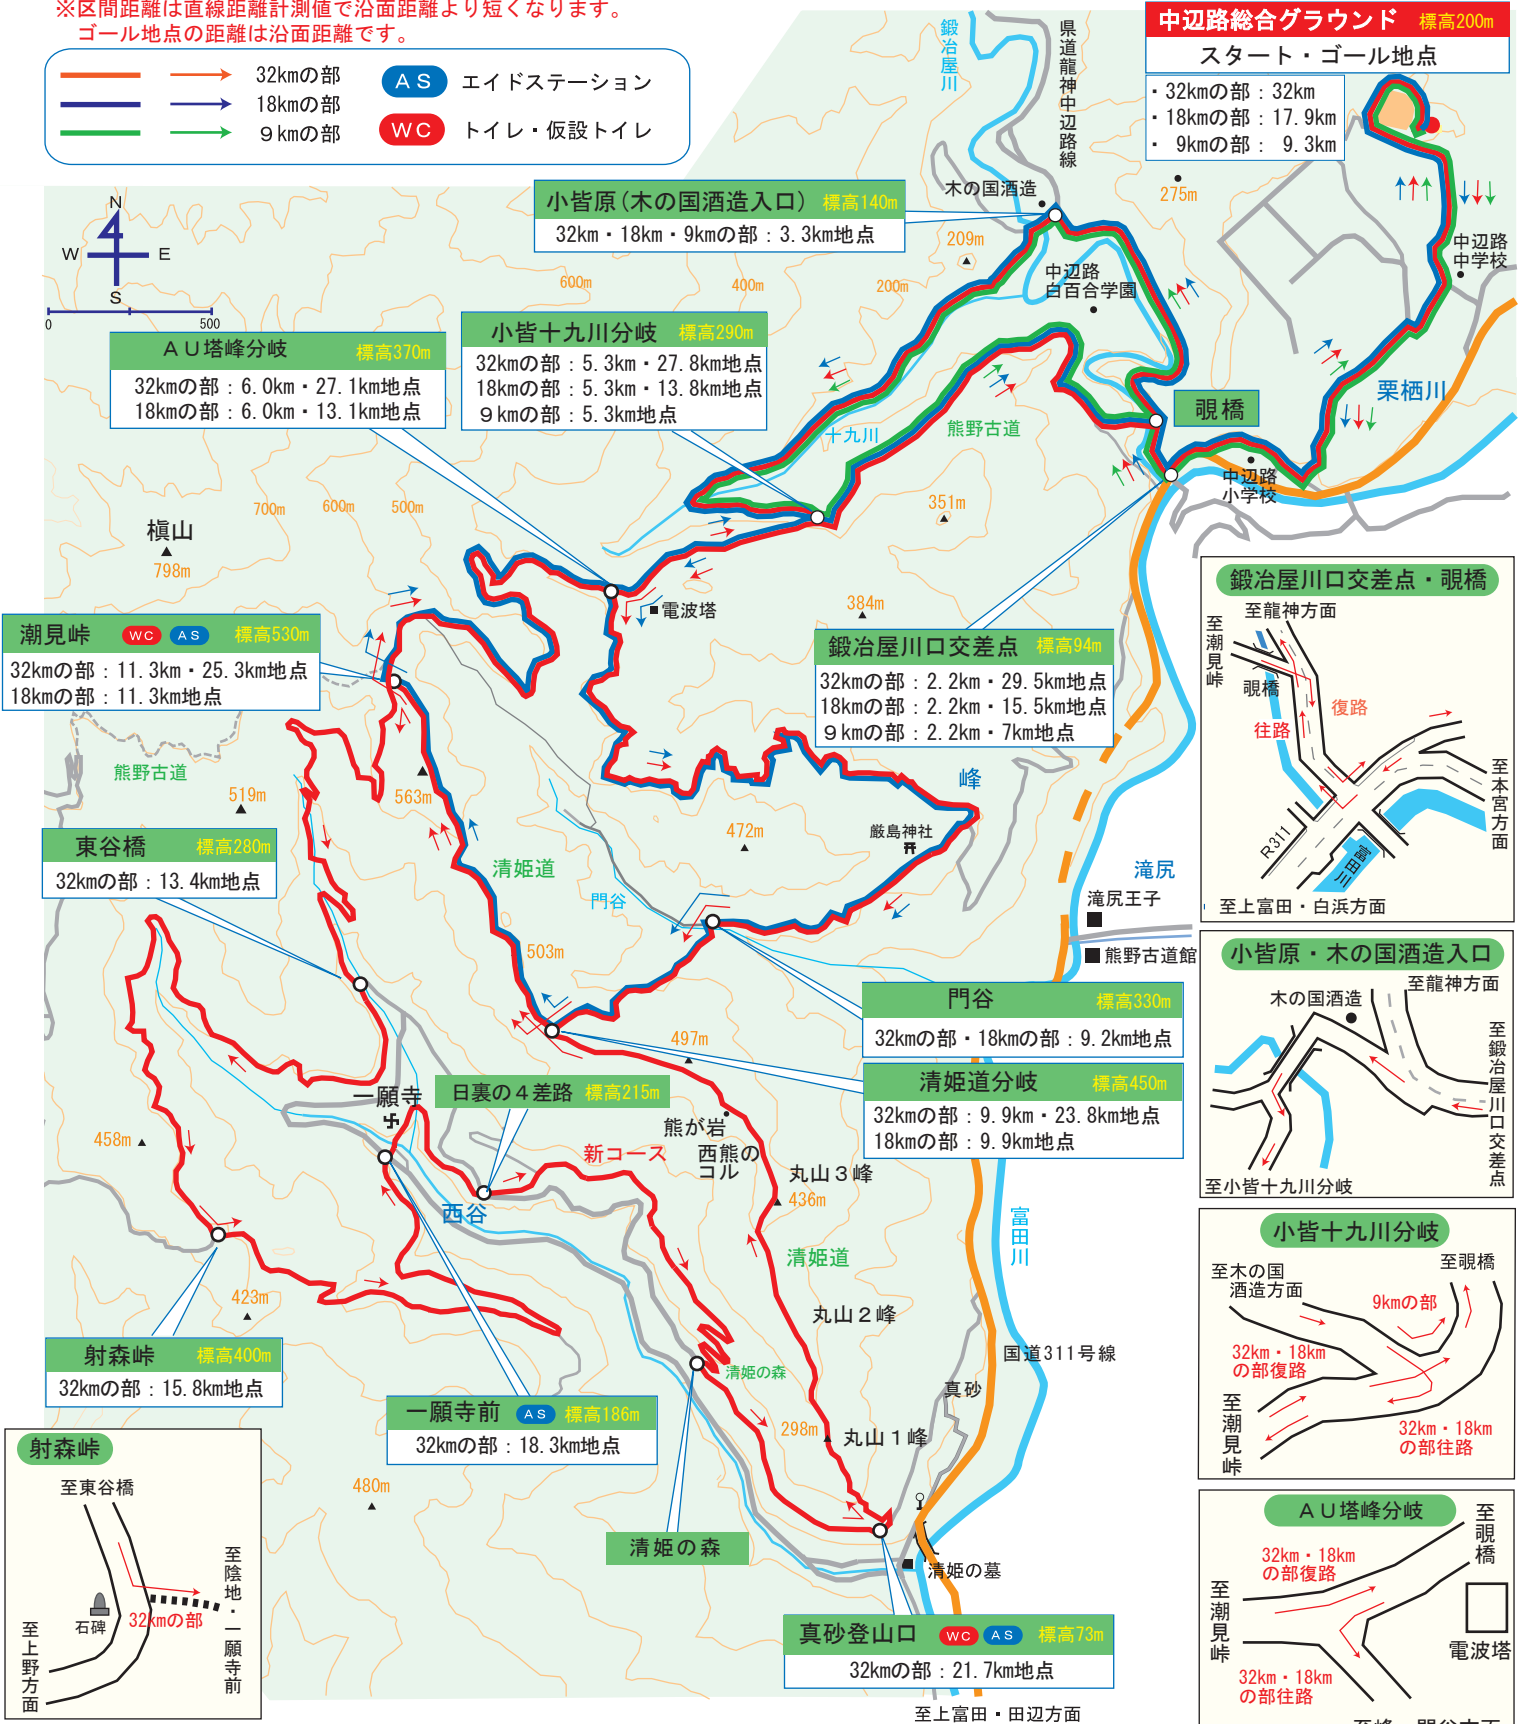 ※区間距離は直線距離計測値で沿面距離より短くなります。
ゴール地点の距離は沿面距離です。
32kmの部
18kmの部
９kmの部
AS エイドステーション
WC トイレ・仮設トイレ
N
W E
S
0 500
鍛冶屋川
県道龍神中辺路線
中辺路総合グラウンド 標高200m
スタート・ゴール地点
・32kmの部：32km
・18kmの部：17.9km
・ 9kmの部： 9.3km
275m
中辺路
中学校
木の国酒造
小皆原(木の国酒造入口) 標高140m
32km・18km・9kmの部：3.3km地点
209m
中辺路
白百合学園
600m
400m
200m
ＡＵ塔峰分岐 標高370m
32kmの部：6.0km・27.1km地点
18kmの部：6.0km・13.1km地点
小皆十九川分岐 標高290m
32kmの部：5.3km・27.8km地点
18kmの部：5.3km・13.8km地点
９kmの部：5.3km地点
十九川
熊野古道
覗橋
栗栖川
中辺路
小学校
351m
槇山
798m
700m
600m
500m
電波塔
384m
潮見峠 WC AS 標高530m
32kmの部：11.3km・25.3km地点
18kmの部：11.3km地点
鍛冶屋川口交差点 標高94m
32kmの部：2.2km・29.5km地点
18kmの部：2.2km・15.5km地点
９kmの部：2.2km・7km地点
熊野古道
519m
563m
峰
472m
厳島神社
東谷橋 標高280m
32kmの部：13.4km地点
清姫道
門谷
503m
滝尻
滝尻王子
熊野古道館
門谷 標高330m
32kmの部・18kmの部：9.2km地点
497m
清姫道分岐 標高450m
32kmの部：9.9km・23.8km地点
18kmの部：9.9km地点
一願寺
日裏の４差路 標高215m
熊が岩
西熊の
コル
新コース
丸山３峰
436m
458m
西谷
清姫道
富田川
423m
丸山２峰
射森峠 標高400m
32kmの部：15.8km地点
清姫の森
国道311号線
真砂
一願寺前 AS 標高186m
32kmの部：18.3km地点
298m
丸山１峰
480m
清姫の森
清姫の墓
真砂登山口 WC AS 標高73m
32kmの部：21.7km地点
至上富田・田辺方面
射森峠
至東谷橋
石碑
32kmの部
至陰地・一願寺前
至上野方面
鍛冶屋川口交差点・覗橋
至龍神方面
至潮見峠
覗橋
復路
往路
至本宮方面
R311
富田川
至上富田・白浜方面
小皆原・木の国酒造入口
至龍神方面
木の国酒造
至鍛冶屋川口交差点
至小皆十九川分岐
小皆十九川分岐
至木の国
酒造方面
至覗橋
9kmの部
32km・18km
の部復路
至潮見峠
32km・18km
の部往路
ＡＵ塔峰分岐
至覗橋
32km・18km
の部復路
至潮見峠
電波塔
32km・18km
の部往路